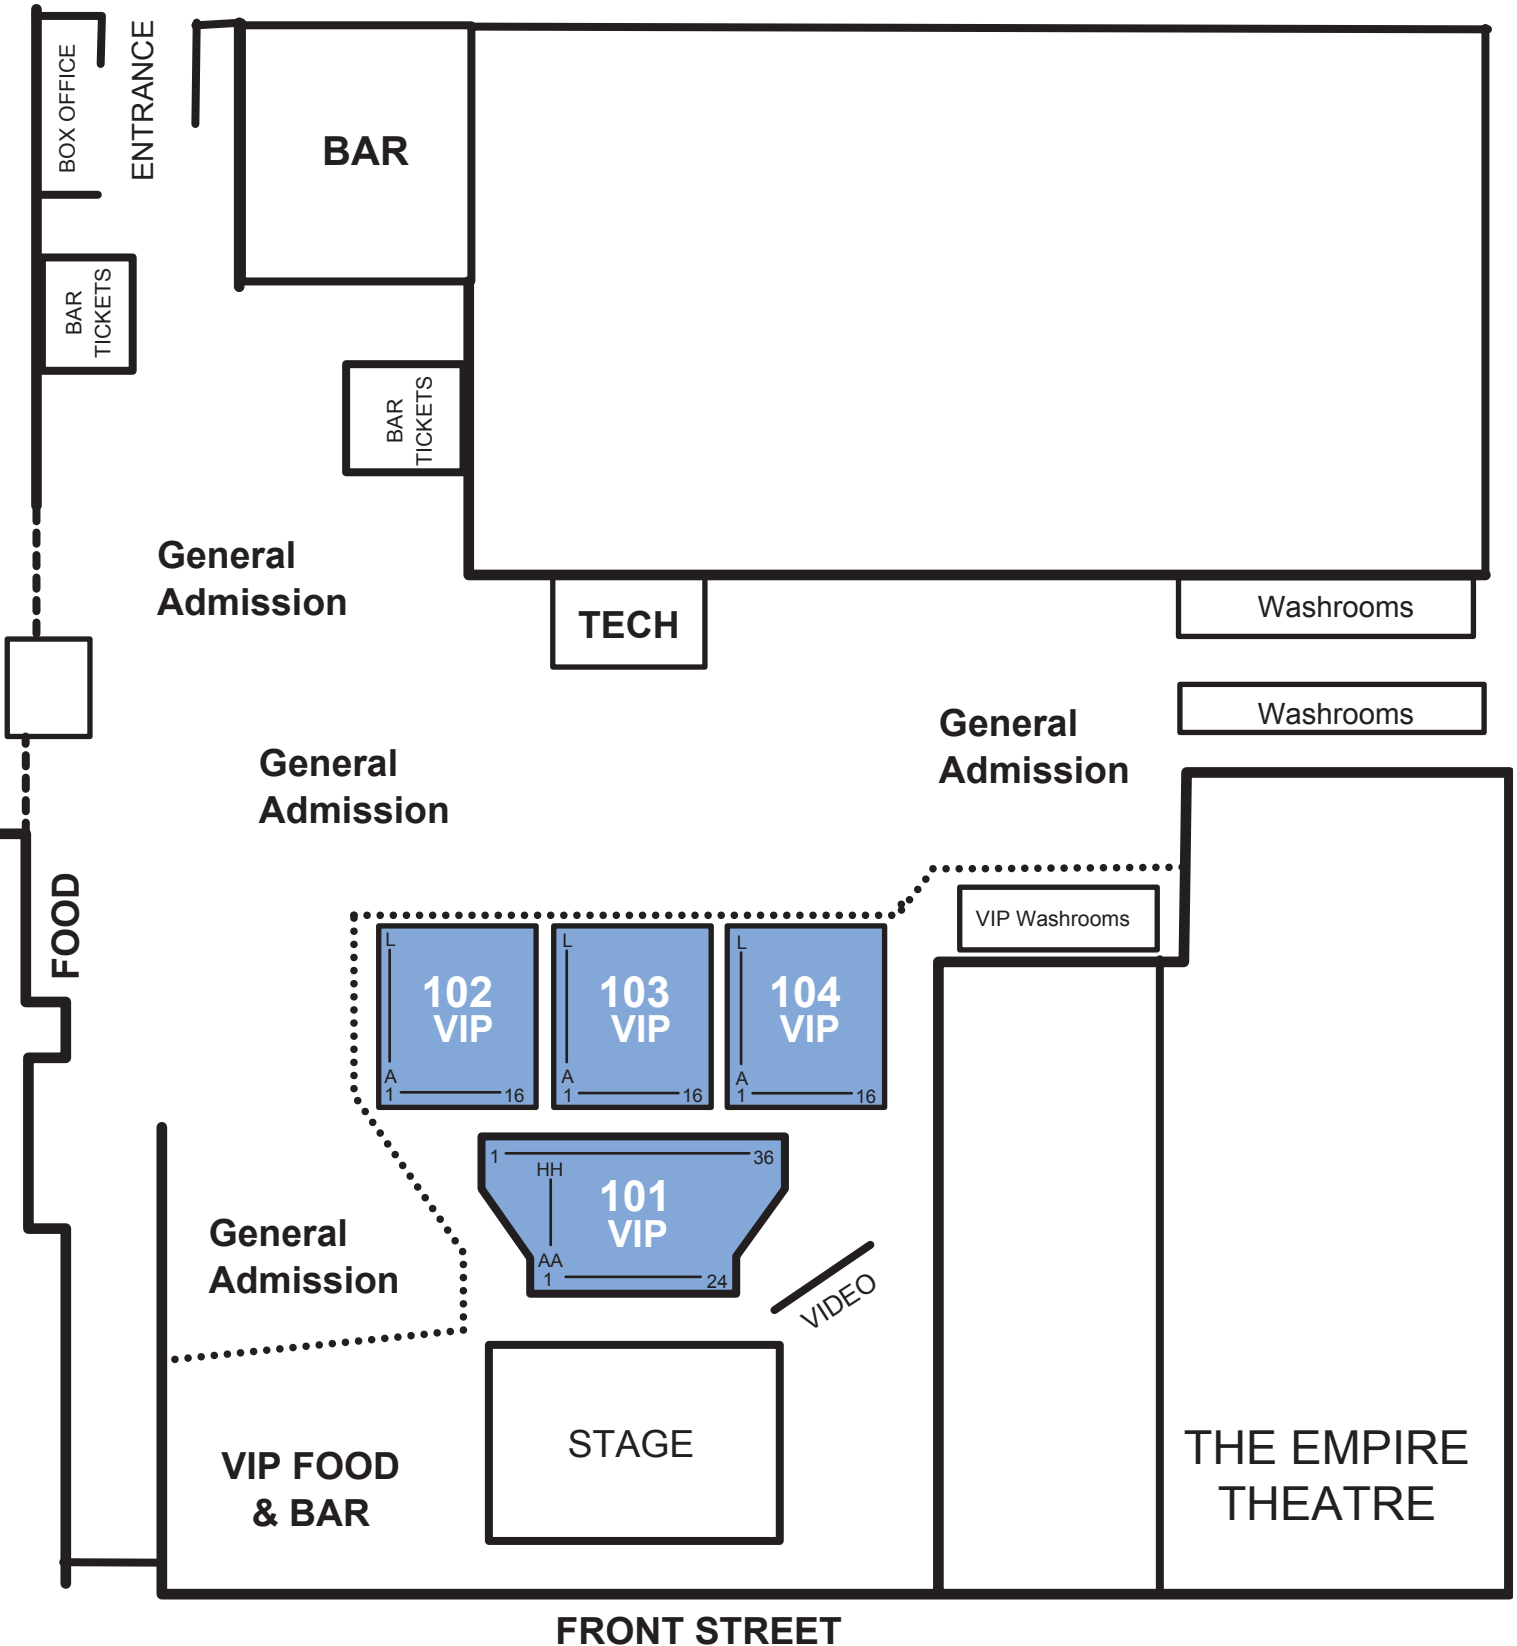 BOX OFFICE
ENTRANCE
BAR
BAR
TICKETS
BAR
TICKETS
General
Admission
TECH
Washrooms
Washrooms
General
Admission
General
Admission
FOOD
VIP Washrooms
L
102
VIP
A
1 16
L
103
VIP
A
1 16
L
104
VIP
A
1 16
1 36
HH
101
VIP
AA
1 24
General
Admission
VIDEO
STAGE
VIP FOOD
& BAR
THE EMPIRE
THEATRE
FRONT STREET